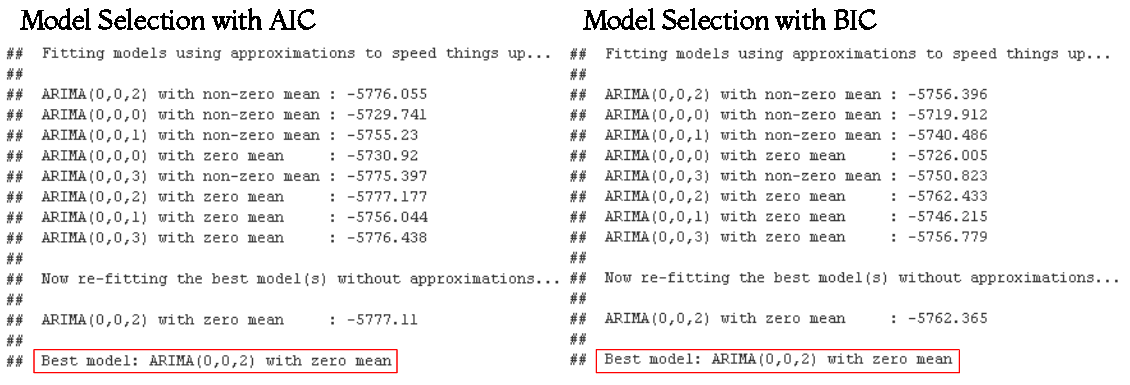 Model Selection with AIC
## Fitting models using approximations to speed things up...
##
## ARIMA(0,0,2) with non-zero mean : -5776.055
## ARIMA(0,0,0) with non-zero mean : -5729.741
## ARIMA(0,0,1) with non-zero mean : -5755.23
## ARIMA(0,0,0) with zero mean : -5730.92
## ARIMA(0,0,3) with non-zero mean : -5775.397
## ARIMA(0,0,2) with zero mean : -5777.177
## ARIMA(0,0,1) with zero mean : -5756.044
## ARIMA(0,0,3) with zero mean : -5776.438
##
## Now re-fitting the best model(s) without approximations...
##
## ARIMA(0,0,2) with zero mean : -5777.11
##
## Best model: ARIMA(0,0,2) with zero mean
Model Selection with BIC
## Fitting models using approximations to speed things up...
##
## ARIMA(0,0,2) with non-zero mean : -5756.396
## ARIMA(0,0,0) with non-zero mean : -5719.912
## ARIMA(0,0,1) with non-zero mean : -5740.486
## ARIMA(0,0,0) with zero mean : -5726.005
## ARIMA(0,0,3) with non-zero mean : -5750.823
## ARIMA(0,0,2) with zero mean : -5762.433
## ARIMA(0,0,1) with zero mean : -5746.215
## ARIMA(0,0,3) with zero mean : -5756.779
##
## Now re-fitting the best model(s) without approximations...
##
## ARIMA(0,0,2) with zero mean : -5762.365
##
## Best model: ARIMA(0,0,2) with zero mean